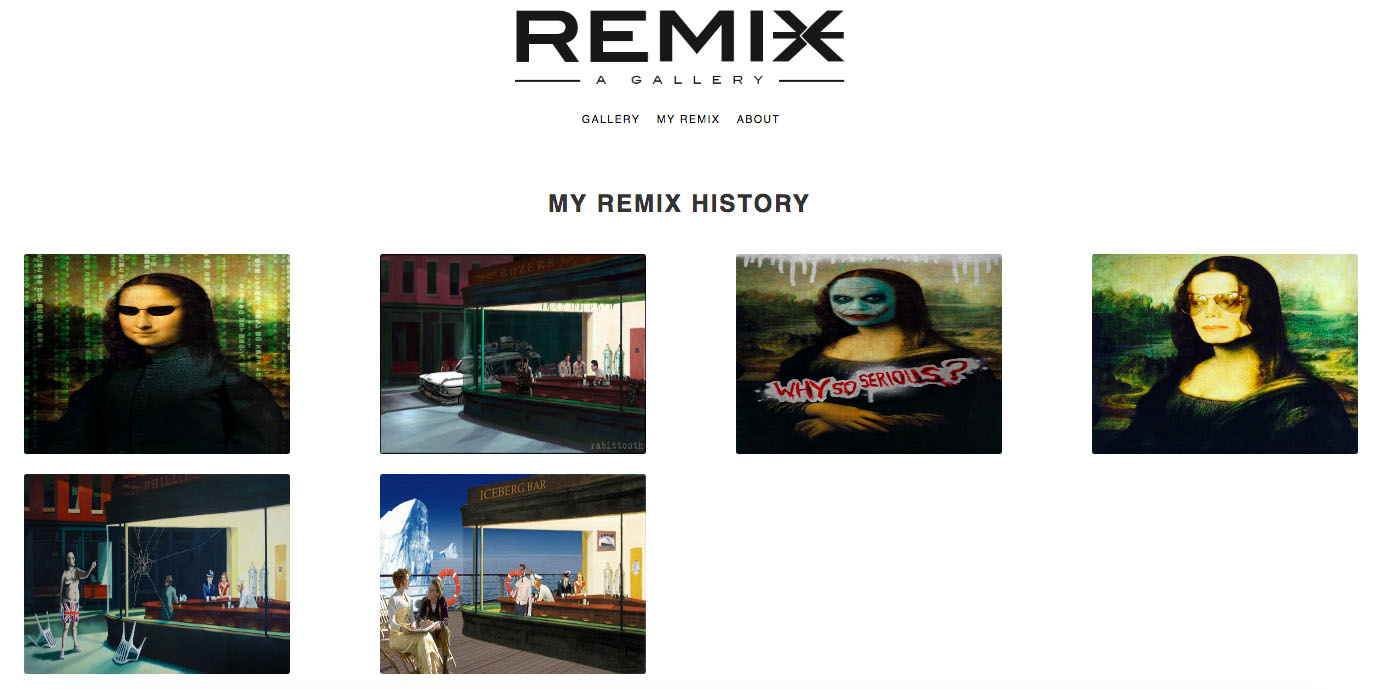 REMIX
A GALLERY
GALLERY MY REMIX ABOUT
MY REMIX HISTORY
BOZERS
rabittooth
WHY SO SERIOUS?
PHILLIES
ICEBERG BAR